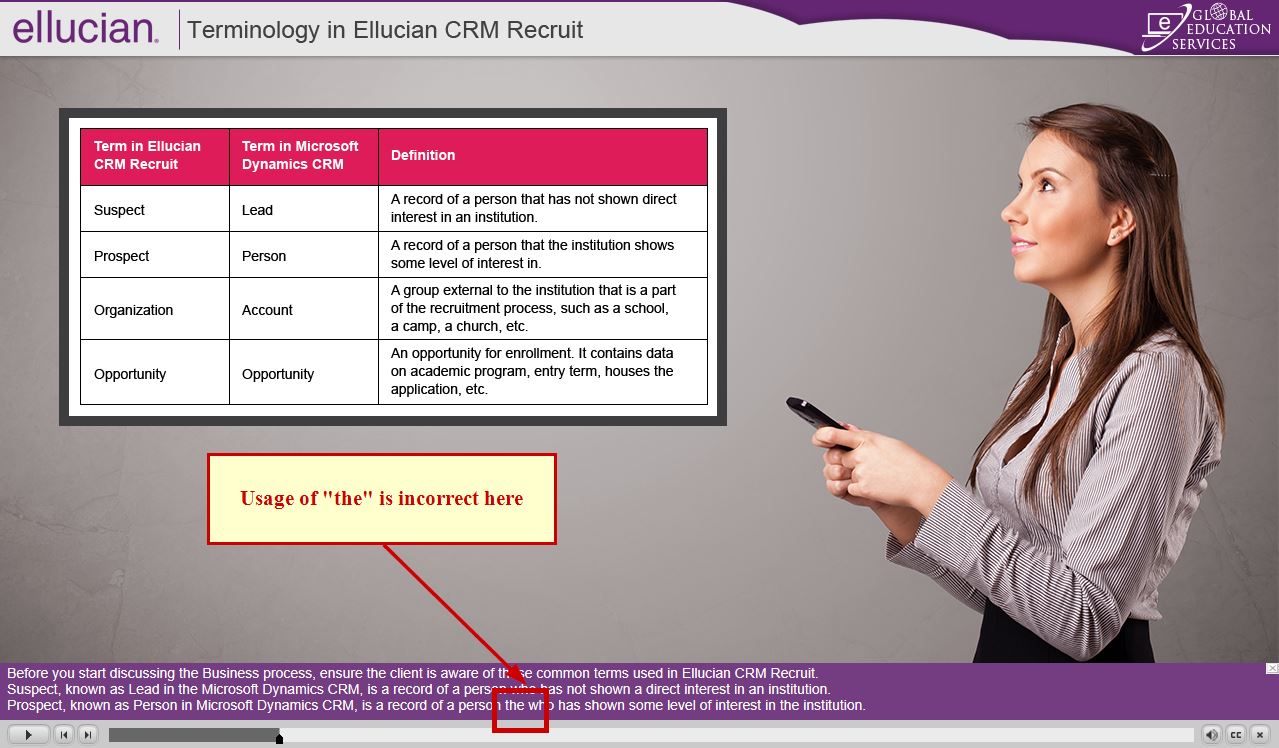 ellucian.
Terminology in Ellucian CRM Recruit
e GLOBAL
EDUCATION
SERVICES
Term in Ellucian
CRM Recruit
Term in Microsoft
Dynamics CRM
Definition
Suspect
Lead
A record of a person that has not shown direct
interest in an institution.
Prospect
Person
A record of a person that the institution shows
some level of interest in.
Organization
Account
A group external to the institution that is a part
of the recruitment process, such as a school,
a camp, a church, etc.
Opportunity
Opportunity
An opportunity for enrollment. It contains data
on academic program, entry term, houses the
application, etc.
Usage of "the" is incorrect here
Before you start discussing the Business process, ensure the client is aware of these common terms used in Ellucian CRM Recruit.
Suspect, known as Lead in the Microsoft Dynamics CRM, is a record of a person who has not shown a direct interest in an institution.
Prospect, known as Person in Microsoft Dynamics CRM, is a record of a person the who has shown some level of interest in the institution.
CC